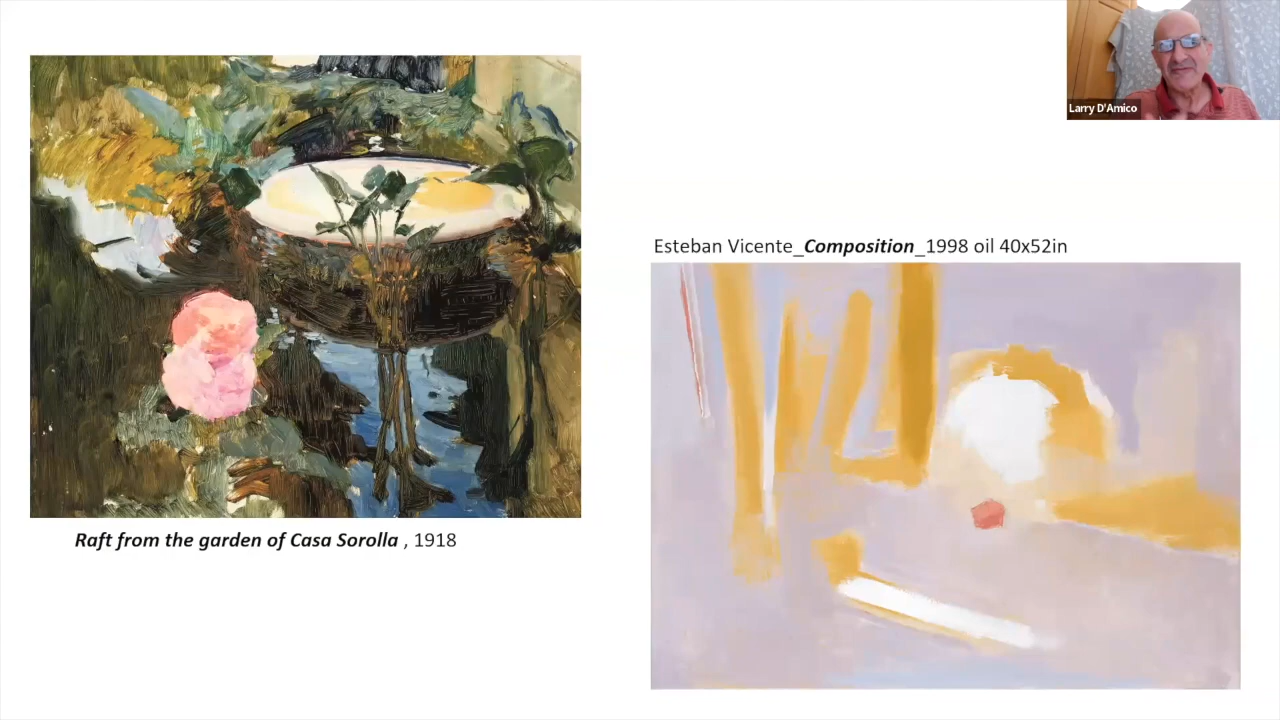 Larry D'Amico
Esteban Vicente_Composition_1998 oil 40x52in
Raft from the garden of Casa Sorolla , 1918